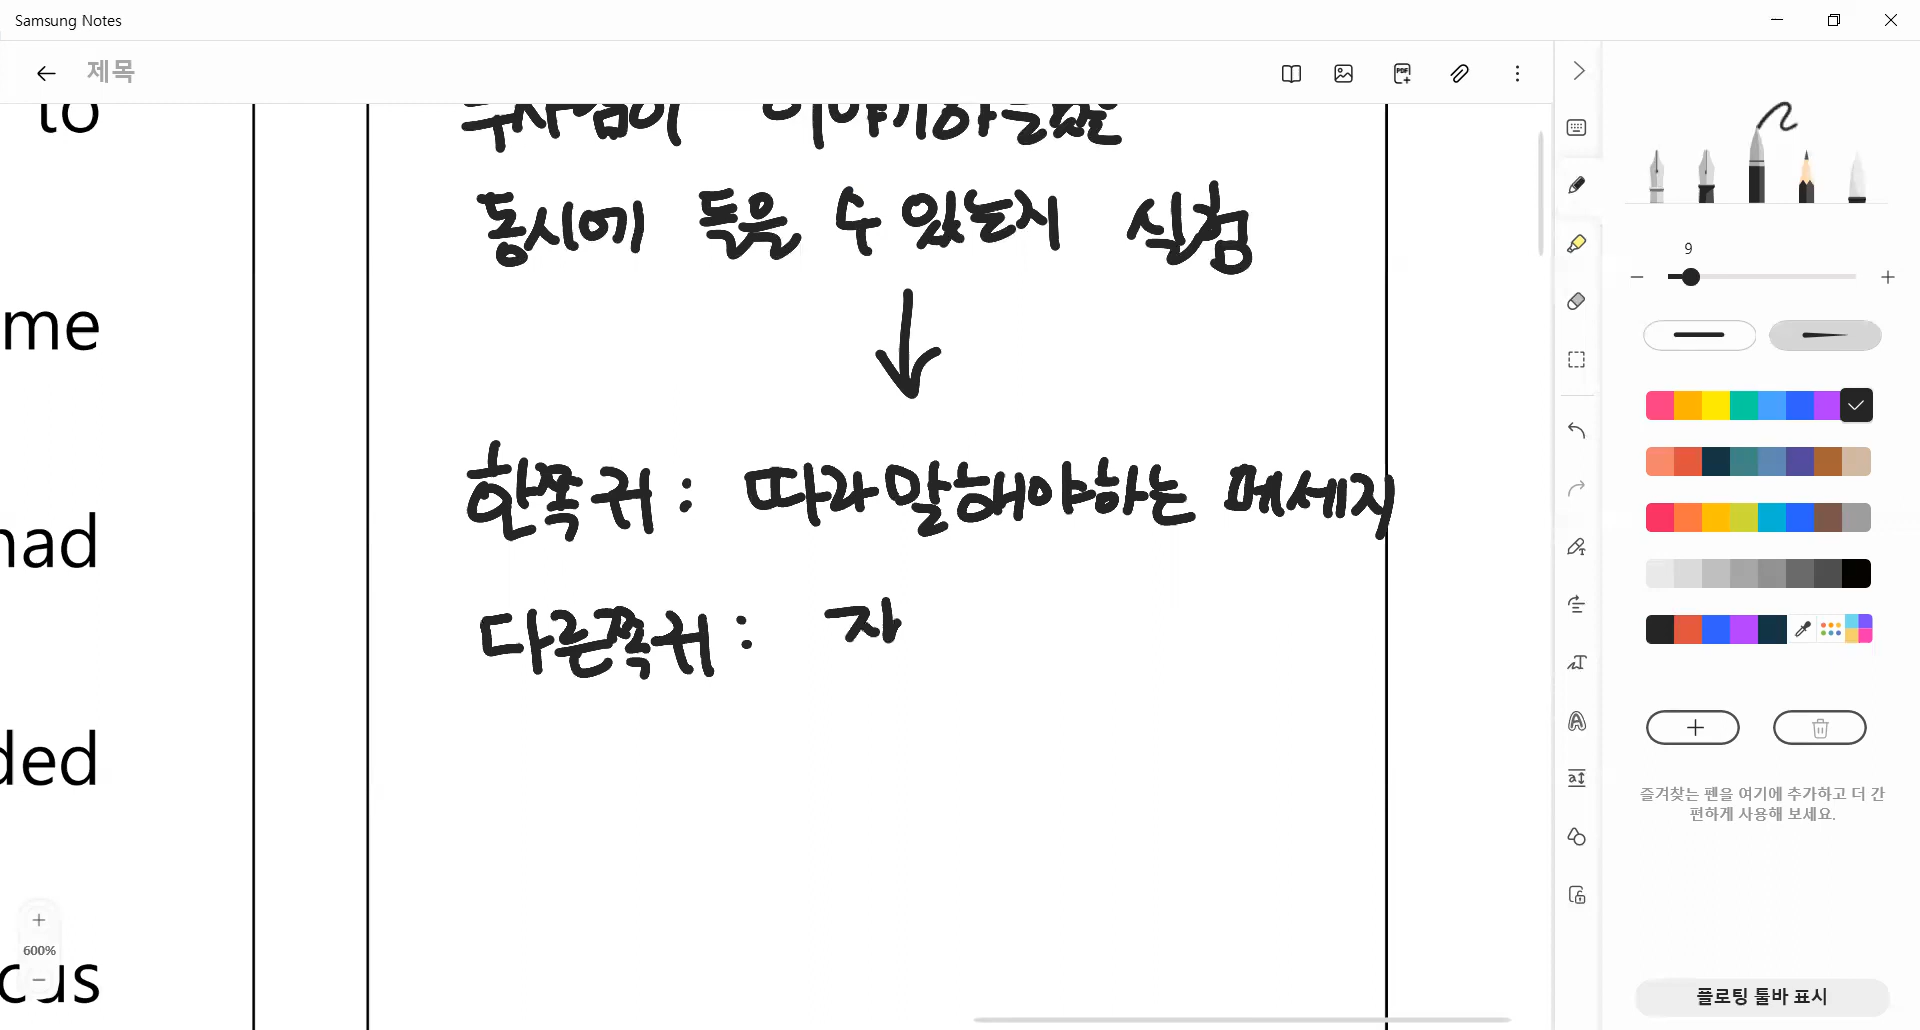 Samsung Notes
제목
to
동시에 듣을 수 있는지 실험
me
한쪽귀 : 따라말해야하는 메세지
had
다른쪽귀 : 자
ded
cus
9
즐겨찾는 펜을 여기에 추가하고 더 간
편하게 사용해 보세요.
600%
플로팅 툴바 표시